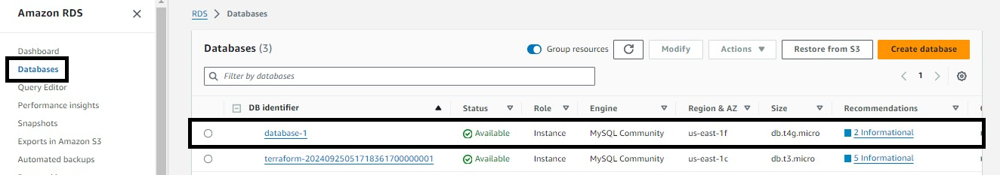 Amazon RDS
Dashboard
Databases
Query Editor
Performance insights
Snapshots
Exports in Amazon S3
Automated backups
RDS > Databases
Databases (3)
Group resources
Modify
Actions
Restore from S3
Create database
Filter by databases
1
DB identifier Status Role Engine Region & AZ Size Recommendations
database-1 Available Instance MySQL Community us-east-1f db.t4g.micro 2 Informational
terraform-20240925051718361700000001 Available Instance MySQL Community us-east-1c db.t3.micro 5 Informational